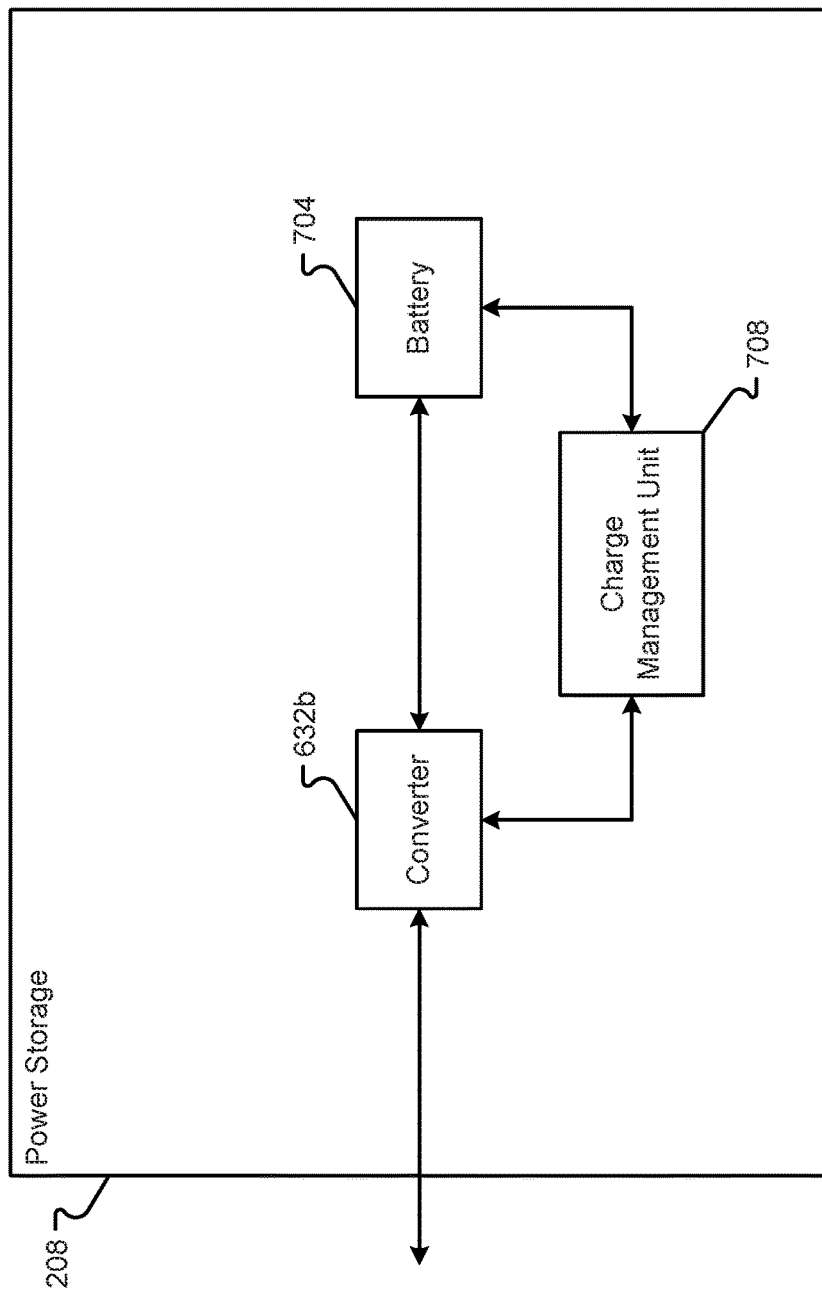 208
Power Storage
632b
Converter
704
Battery
Charge
Management Unit
708